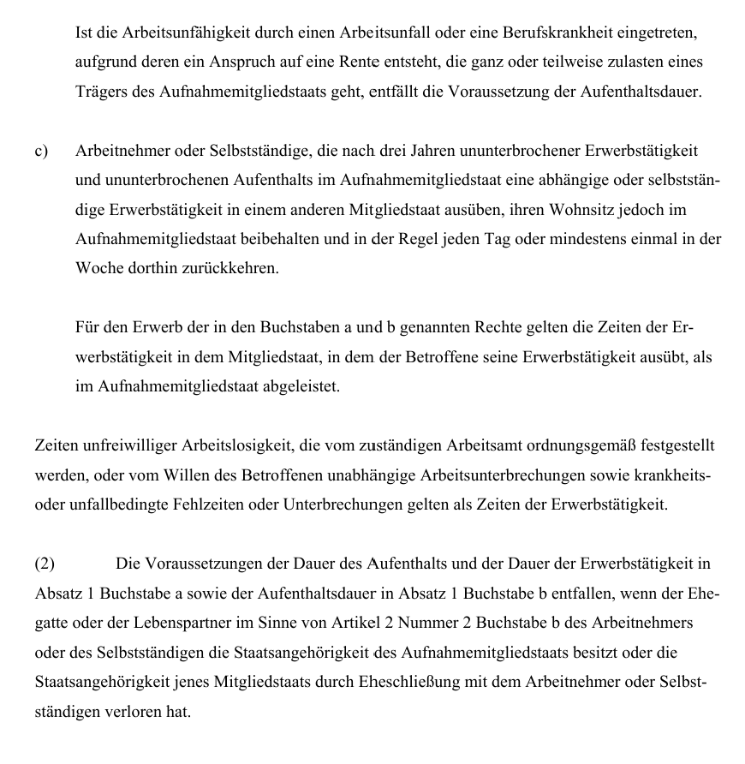 Ist die Arbeitsunfähigkeit durch einen Arbeitsunfall oder eine Berufskrankheit eingetreten,
aufgrund deren ein Anspruch auf eine Rente entsteht, die ganz oder teilweise zulasten eines
Trägers des Aufnahmemitgliedstaats geht, entfällt die Voraussetzung der Aufenthaltsdauer.
c) Arbeitnehmer oder Selbstständige, die nach drei Jahren ununterbrochener Erwerbstätigkeit
und ununterbrochenen Aufenthalts im Aufnahmemitgliedstaat eine abhängige oder selbststän-
dige Erwerbstätigkeit in einem anderen Mitgliedstaat ausüben, ihren Wohnsitz jedoch im
Aufnahmemitgliedstaat beibehalten und in der Regel jeden Tag oder mindestens einmal in der
Woche dorthin zurückkehren.
Für den Erwerb der in den Buchstaben a und b genannten Rechte gelten die Zeiten der Er-
werbstätigkeit in dem Mitgliedstaat, in dem der Betroffene seine Erwerbstätigkeit ausübt, als
im Aufnahmemitgliedstaat abgeleistet.
Zeiten unfreiwilliger Arbeitslosigkeit, die vom zuständigen Arbeitsamt ordnungsgemäß festgestellt
werden, oder vom Willen des Betroffenen unabhängige Arbeitsunterbrechungen sowie krankheits-
oder unfallbedingte Fehlzeiten oder Unterbrechungen gelten als Zeiten der Erwerbstätigkeit.
(2) Die Voraussetzungen der Dauer des Aufenthalts und der Dauer der Erwerbstätigkeit in
Absatz 1 Buchstabe a sowie der Aufenthaltsdauer in Absatz 1 Buchstabe b entfallen, wenn der Ehe-
gatte oder der Lebenspartner im Sinne von Artikel 2 Nummer 2 Buchstabe b des Arbeitnehmers
oder des Selbstständigen die Staatsangehörigkeit des Aufnahmemitgliedstaats besitzt oder die
Staatsangehörigkeit jenes Mitgliedstaats durch Eheschließung mit dem Arbeitnehmer oder Selbst-
ständigen verloren hat.